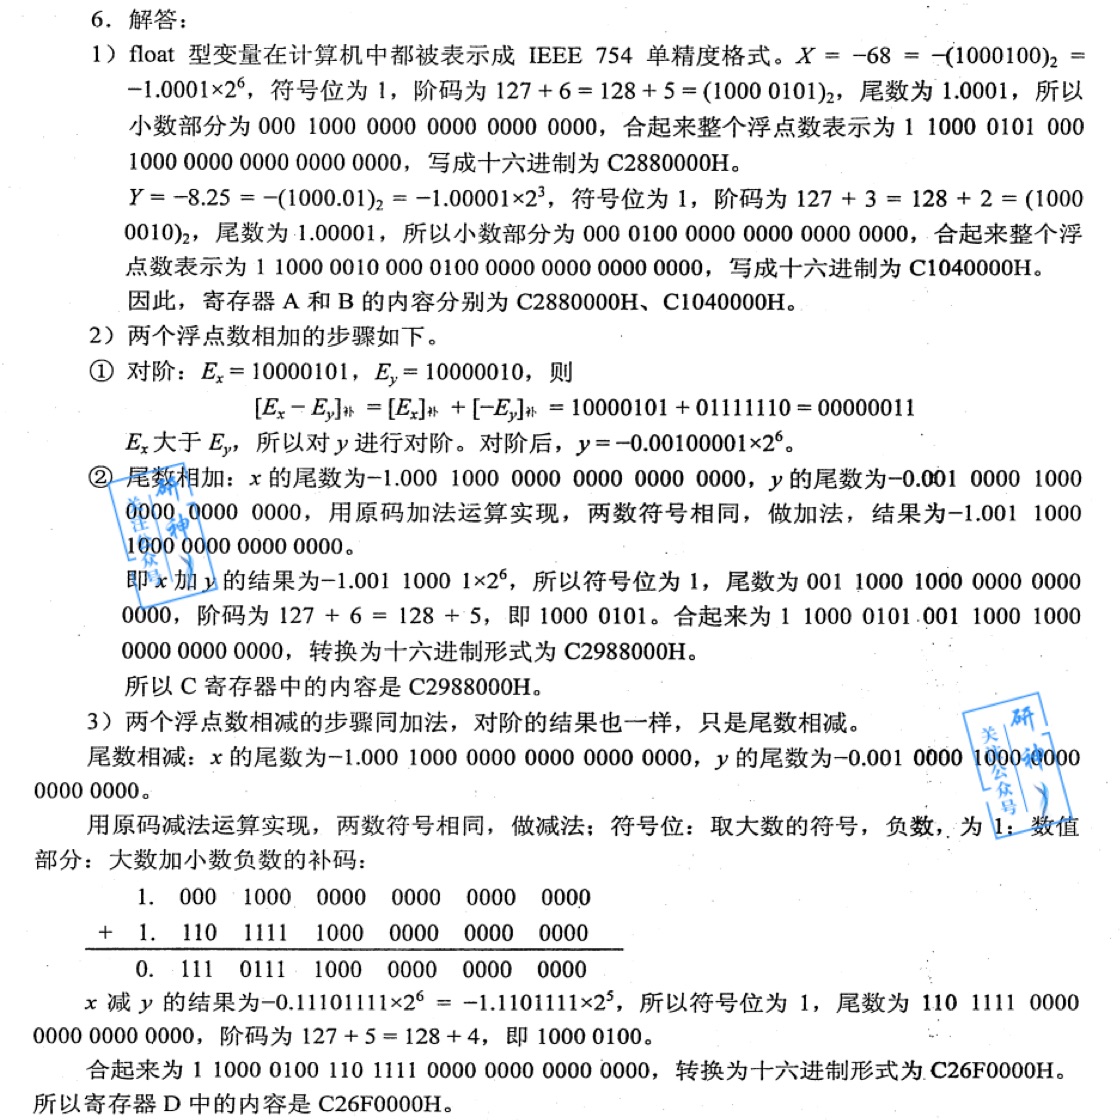 6．解答：
1）float 型变量在计算机中都被表示成 IEEE 754 单精度格式。X = −68 = −(1000100)₂ =
−1.0001×2⁶，符号位为 1，阶码为 127 + 6 = 128 + 5 = (1000 0101)₂，尾数为 1.0001，所以
小数部分为 000 1000 0000 0000 0000 0000，合起来整个浮点数表示为 1 1000 0101 000
1000 0000 0000 0000 0000，写成十六进制为 C2880000H。
Y = −8.25 = −(1000.01)₂ = −1.00001×2³，符号位为 1，阶码为 127 + 3 = 128 + 2 = (1000
0010)₂，尾数为 1.00001，所以小数部分为 000 0100 0000 0000 0000 0000，合起来整个浮
点数表示为 1 1000 0010 000 0100 0000 0000 0000 0000，写成十六进制为 C1040000H。
因此，寄存器 A 和 B 的内容分别为 C2880000H、C1040000H。
2）两个浮点数相加的步骤如下。
① 对阶：Eₓ = 10000101，Eᵧ = 10000010，则
[Eₓ − Eᵧ]补 = [Eₓ]补 + [−Eᵧ]补 = 10000101 + 01111110 = 00000011
Eₓ 大于 Eᵧ，所以对 y 进行对阶。对阶后，y = −0.00100001×2⁶。
② 尾数相加：x 的尾数为−1.000 1000 0000 0000 0000 0000，y 的尾数为−0.001 0000 1000
0000 0000 0000，用原码加法运算实现，两数符号相同，做加法，结果为−1.001 1000
1000 0000 0000 0000。
即 x 加 y 的结果为−1.001 1000 1×2⁶，所以符号位为 1，尾数为 001 1000 1000 0000 0000
0000，阶码为 127 + 6 = 128 + 5，即 1000 0101。合起来为 1 1000 0101 001 1000 1000
0000 0000 0000，转换为十六进制形式为 C2988000H。
所以 C 寄存器中的内容是 C2988000H。
3）两个浮点数相减的步骤同加法，对阶的结果也一样，只是尾数相减。
尾数相减：x 的尾数为−1.000 1000 0000 0000 0000 0000，y 的尾数为−0.001 0000 1000 0000
0000 0000。
用原码减法运算实现，两数符号相同，做减法；符号位：取大数的符号，负数，为 1；数值
部分：大数加小数负数的补码：
1. 000 1000 0000 0000 0000 0000
+ 1. 110 1111 1000 0000 0000 0000
0. 111 0111 1000 0000 0000 0000
x 减 y 的结果为−0.11101111×2⁶ = −1.1101111×2⁵，所以符号位为 1，尾数为 110 1111 0000
0000 0000 0000，阶码为 127 + 5 = 128 + 4，即 1000 0100。
合起来为 1 1000 0100 110 1111 0000 0000 0000 0000，转换为十六进制形式为 C26F0000H。
所以寄存器 D 中的内容是 C26F0000H。
研神
关注公众号
研神
关注公众号